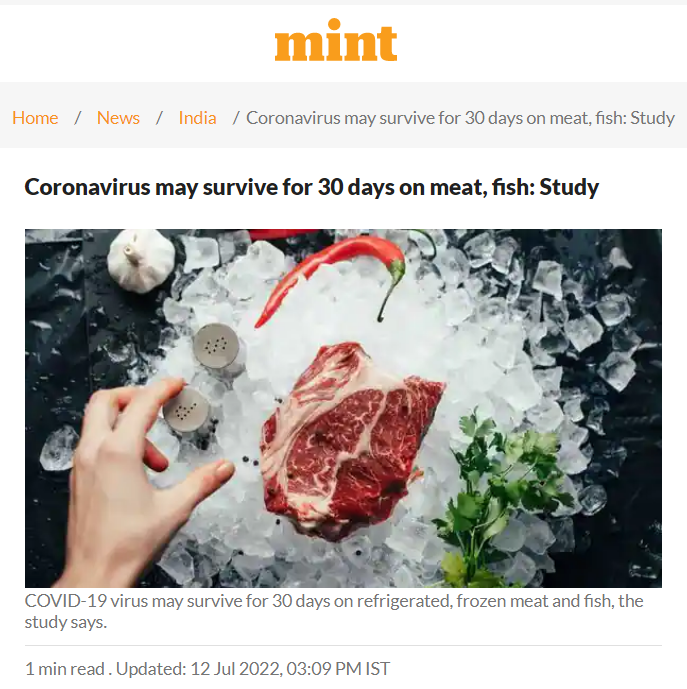 mint
Home / News / India / Coronavirus may survive for 30 days on meat, fish: Study
Coronavirus may survive for 30 days on meat, fish: Study
COVID-19 virus may survive for 30 days on refrigerated, frozen meat and fish, the
study says.
1 min read . Updated: 12 Jul 2022, 03:09 PM IST